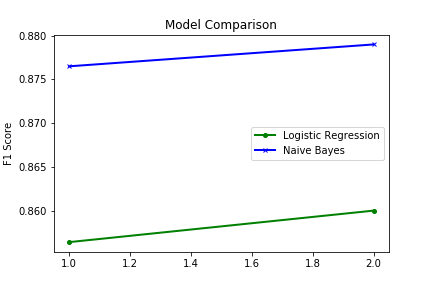 Model Comparison
0.880
0.875
0.870
0.865
0.860
F1 Score
Logistic Regression
Naive Bayes
1.0 1.2 1.4 1.6 1.8 2.0